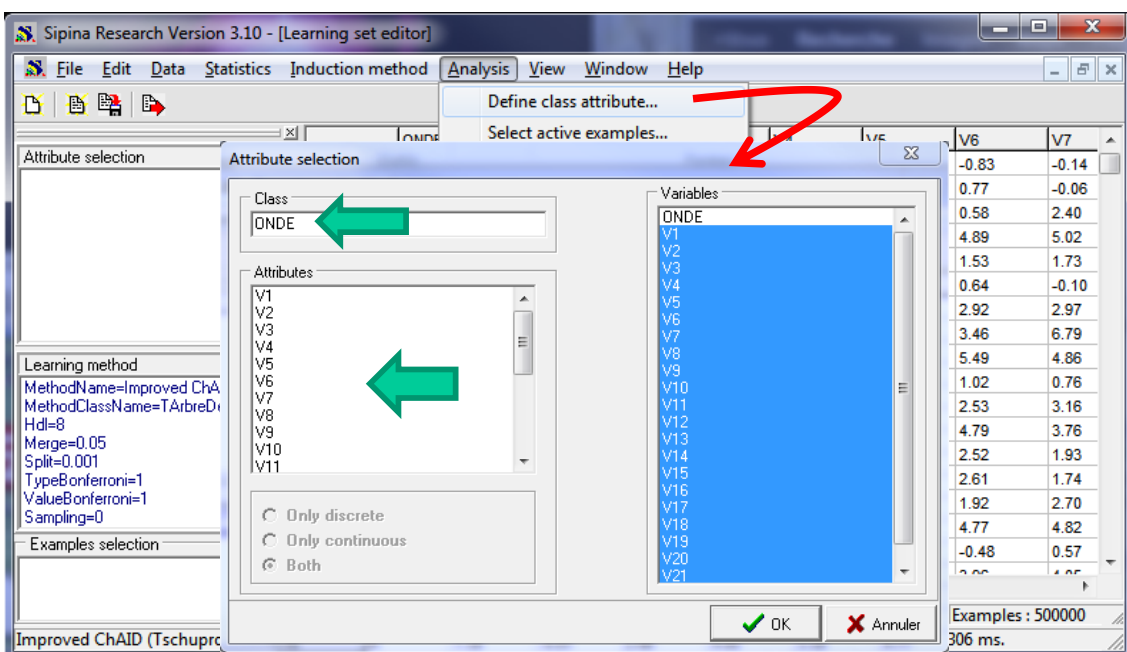 Sipina Research Version 3.10 - [Learning set editor]
File Edit Data Statistics Induction method Analysis View Window Help
Define class attribute...
Select active examples...
ONDE V5 V6 V7
Attribute selection
Attribute selection
Class
ONDE
Attributes
V1
V2
V3
V4
V5
V6
V7
V8
V9
V10
V11
Only discrete
Only continuous
Both
Variables
ONDE
V1
V2
V3
V4
V5
V6
V7
V8
V9
V10
V11
V12
V13
V14
V15
V16
V17
V18
V19
V20
V21
OK Annuler
-0.83 -0.14
0.77 -0.06
0.58 2.40
4.89 5.02
1.53 1.73
0.64 -0.10
2.92 2.97
3.46 6.79
5.49 4.86
1.02 0.76
2.53 3.16
4.79 3.76
2.52 1.93
2.61 1.74
1.92 2.70
4.77 4.82
-0.48 0.57
Learning method
MethodName=Improved ChA
MethodClassName=TArbreD
Hdl=8
Merge=0.05
Split=0.001
TypeBonferroni=1
ValueBonferroni=1
Sampling=0
Examples selection
Examples : 500000
Improved ChAID (Tschupro
306 ms.